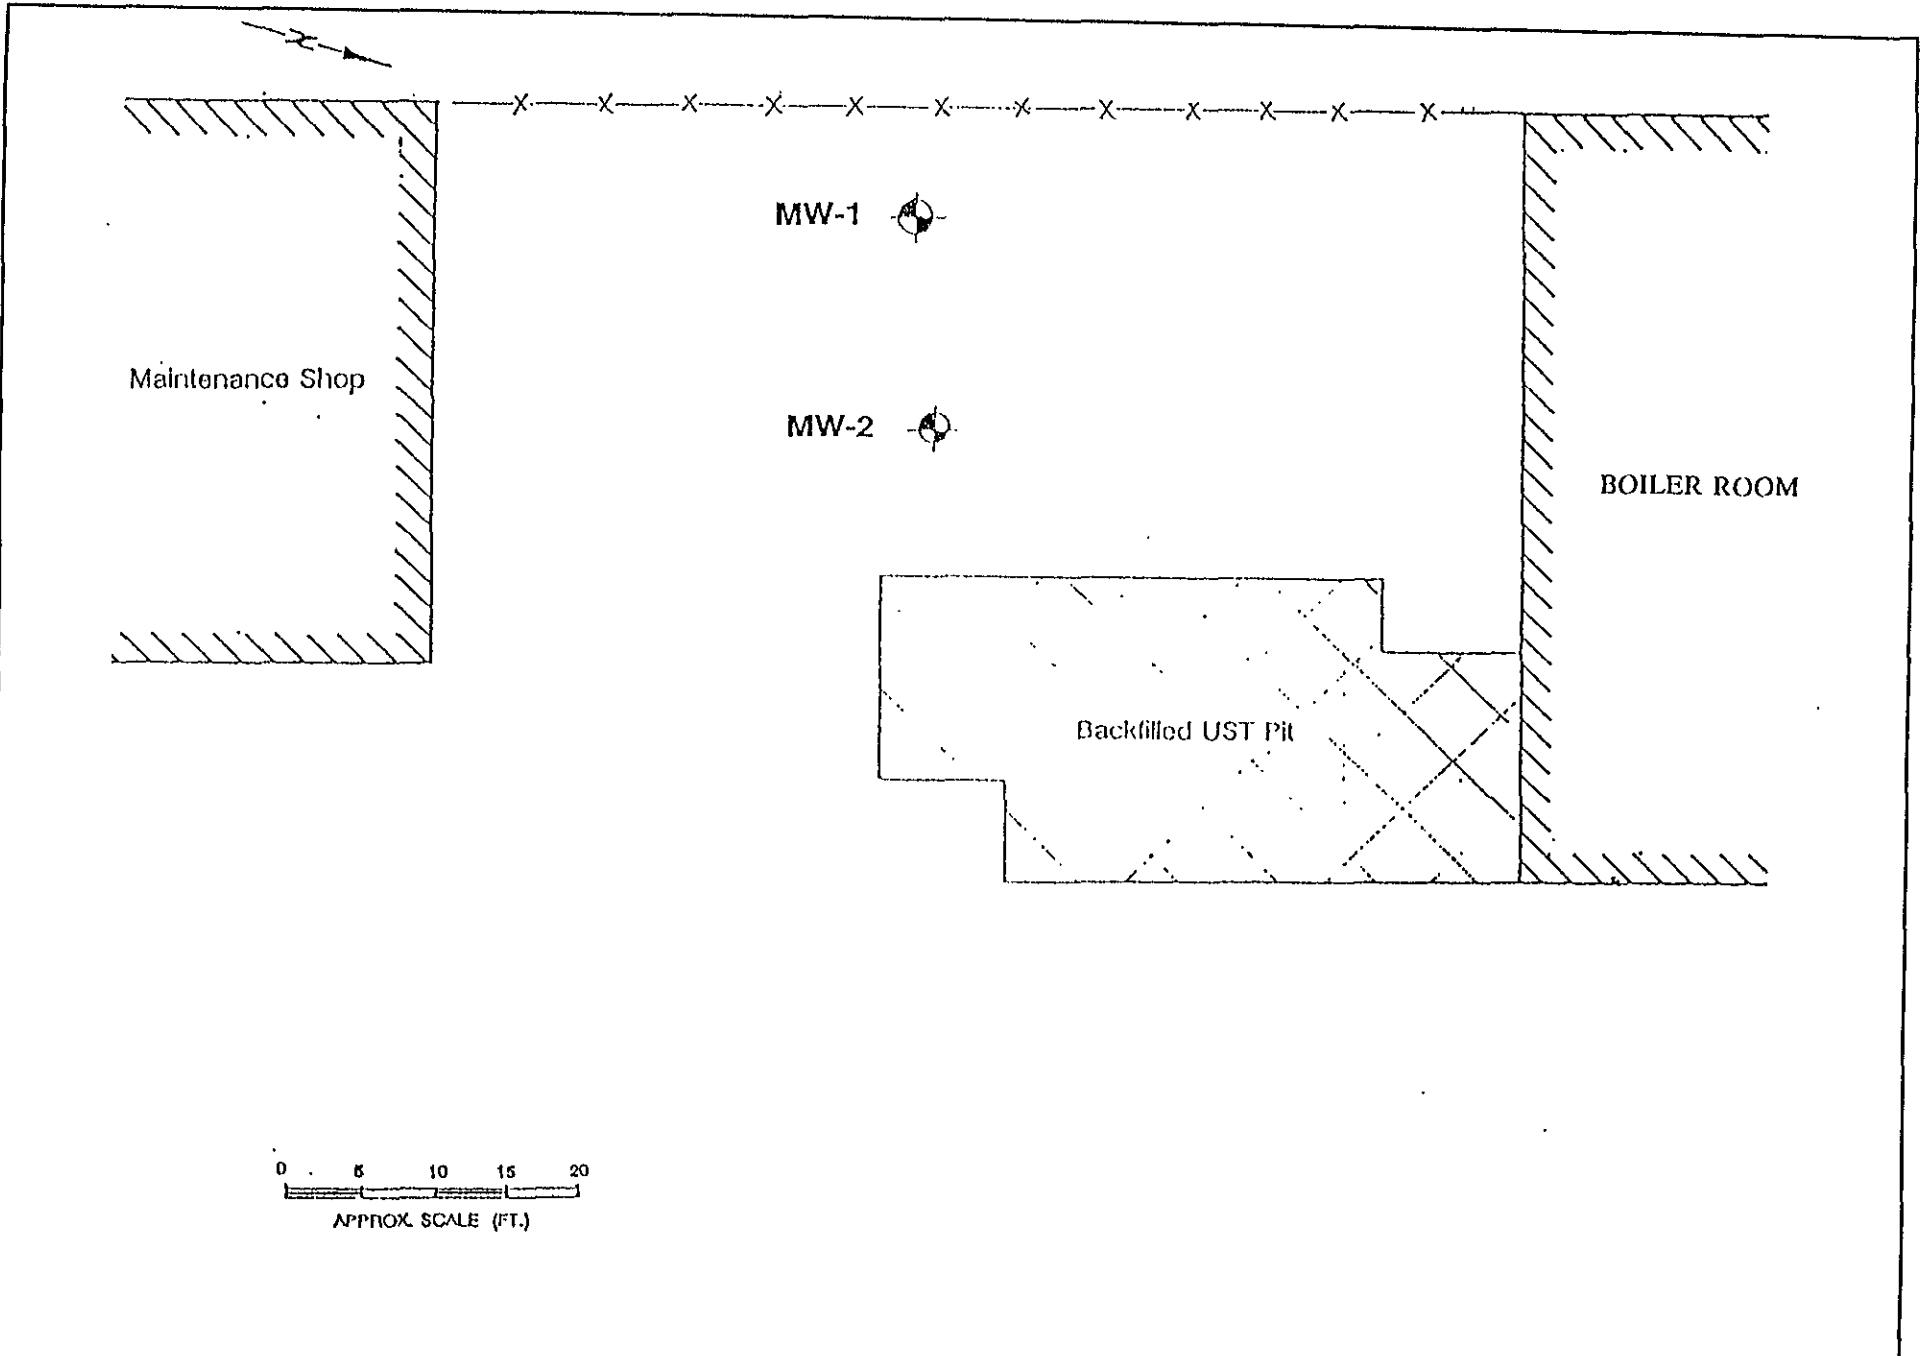 MW-1
Maintenance Shop
MW-2
BOILER ROOM
Backfilled UST Pit
0 5 10 15 20
APPROX. SCALE (FT.)